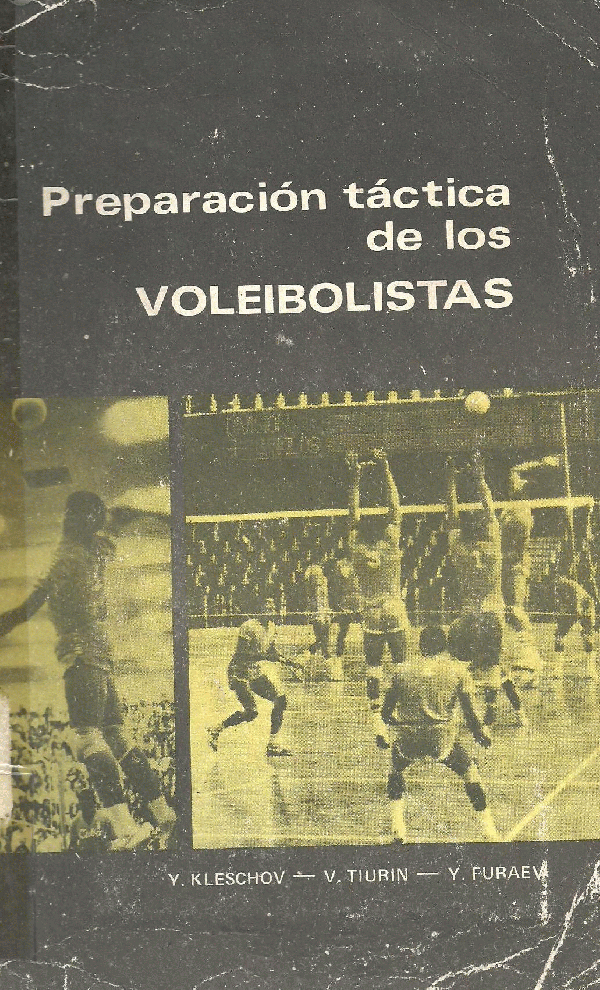 Preparación táctica
de los
VOLEIBOLISTAS
Y. KLESCHOV — V. TIURIN — Y. FURAEV